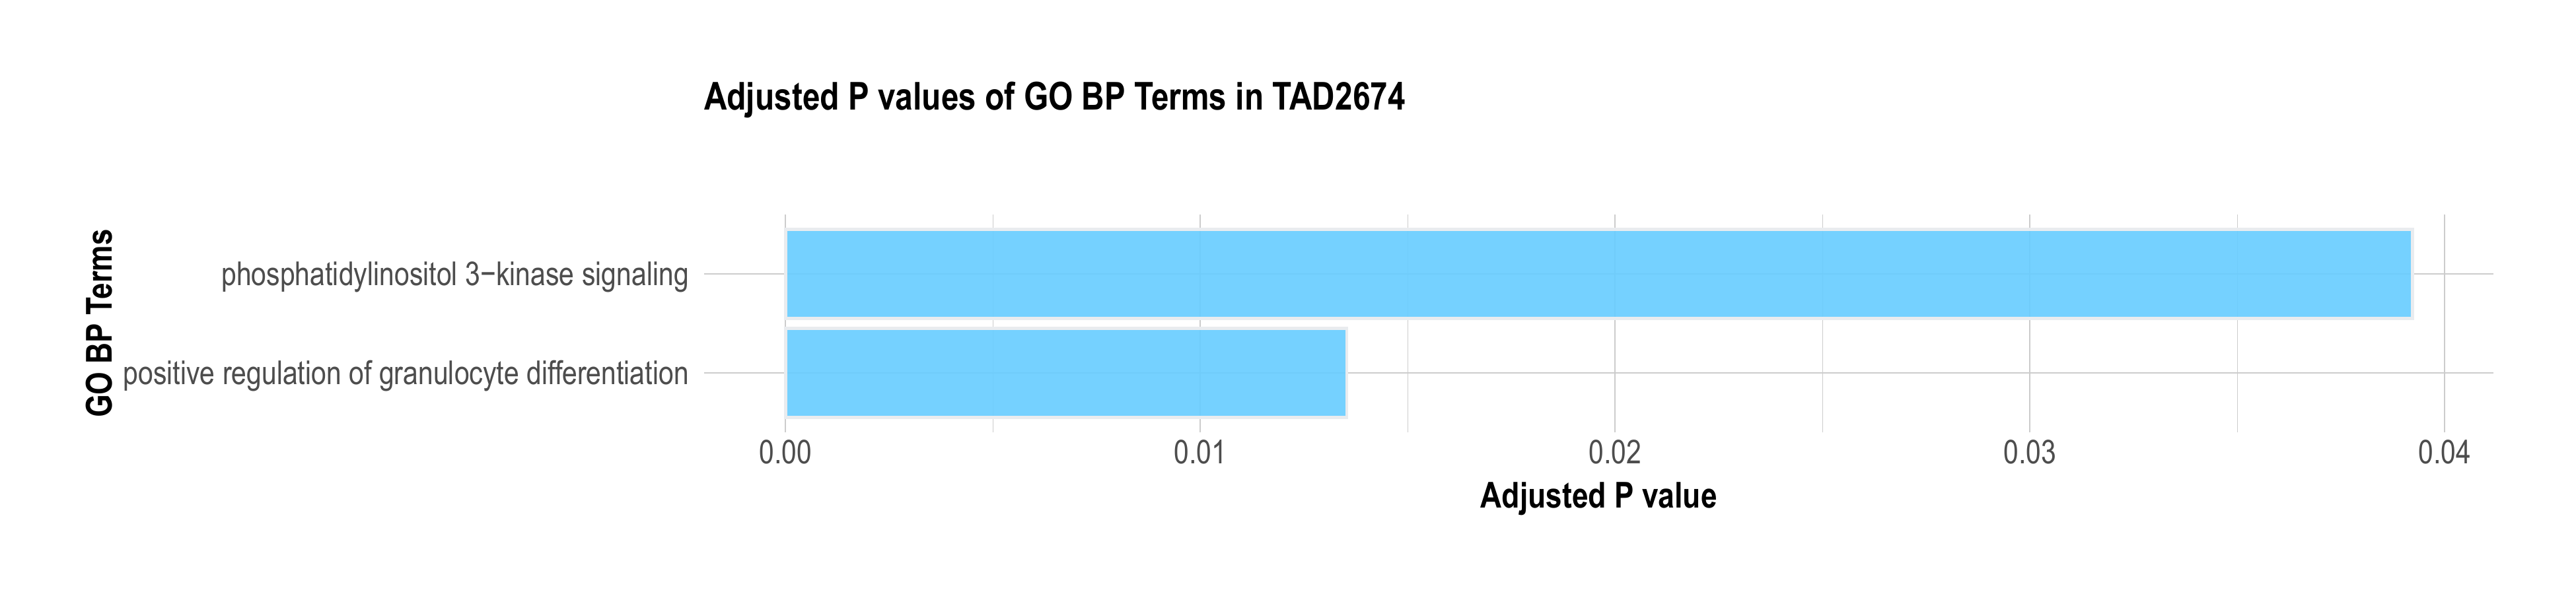 Adjusted P values of GO BP Terms in TAD2674
GO BP Terms
phosphatidylinositol 3−kinase signaling
positive regulation of granulocyte differentiation
0.00 0.01 0.02 0.03 0.04
Adjusted P value